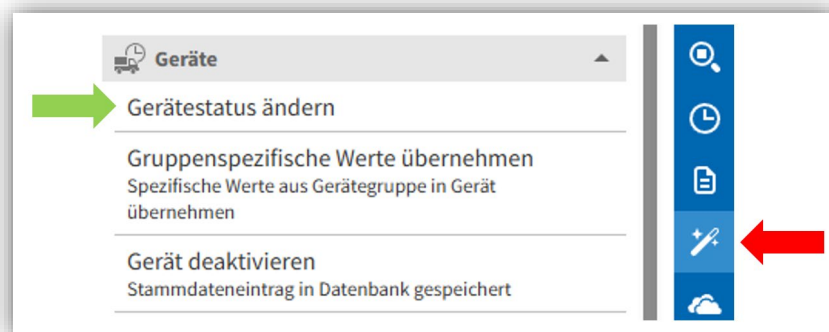 Geräte
Gerätestatus ändern
Gruppenspezifische Werte übernehmen
Spezifische Werte aus Gerätegruppe in Gerät
übernehmen
Gerät deaktivieren
Stammdateneintrag in Datenbank gespeichert